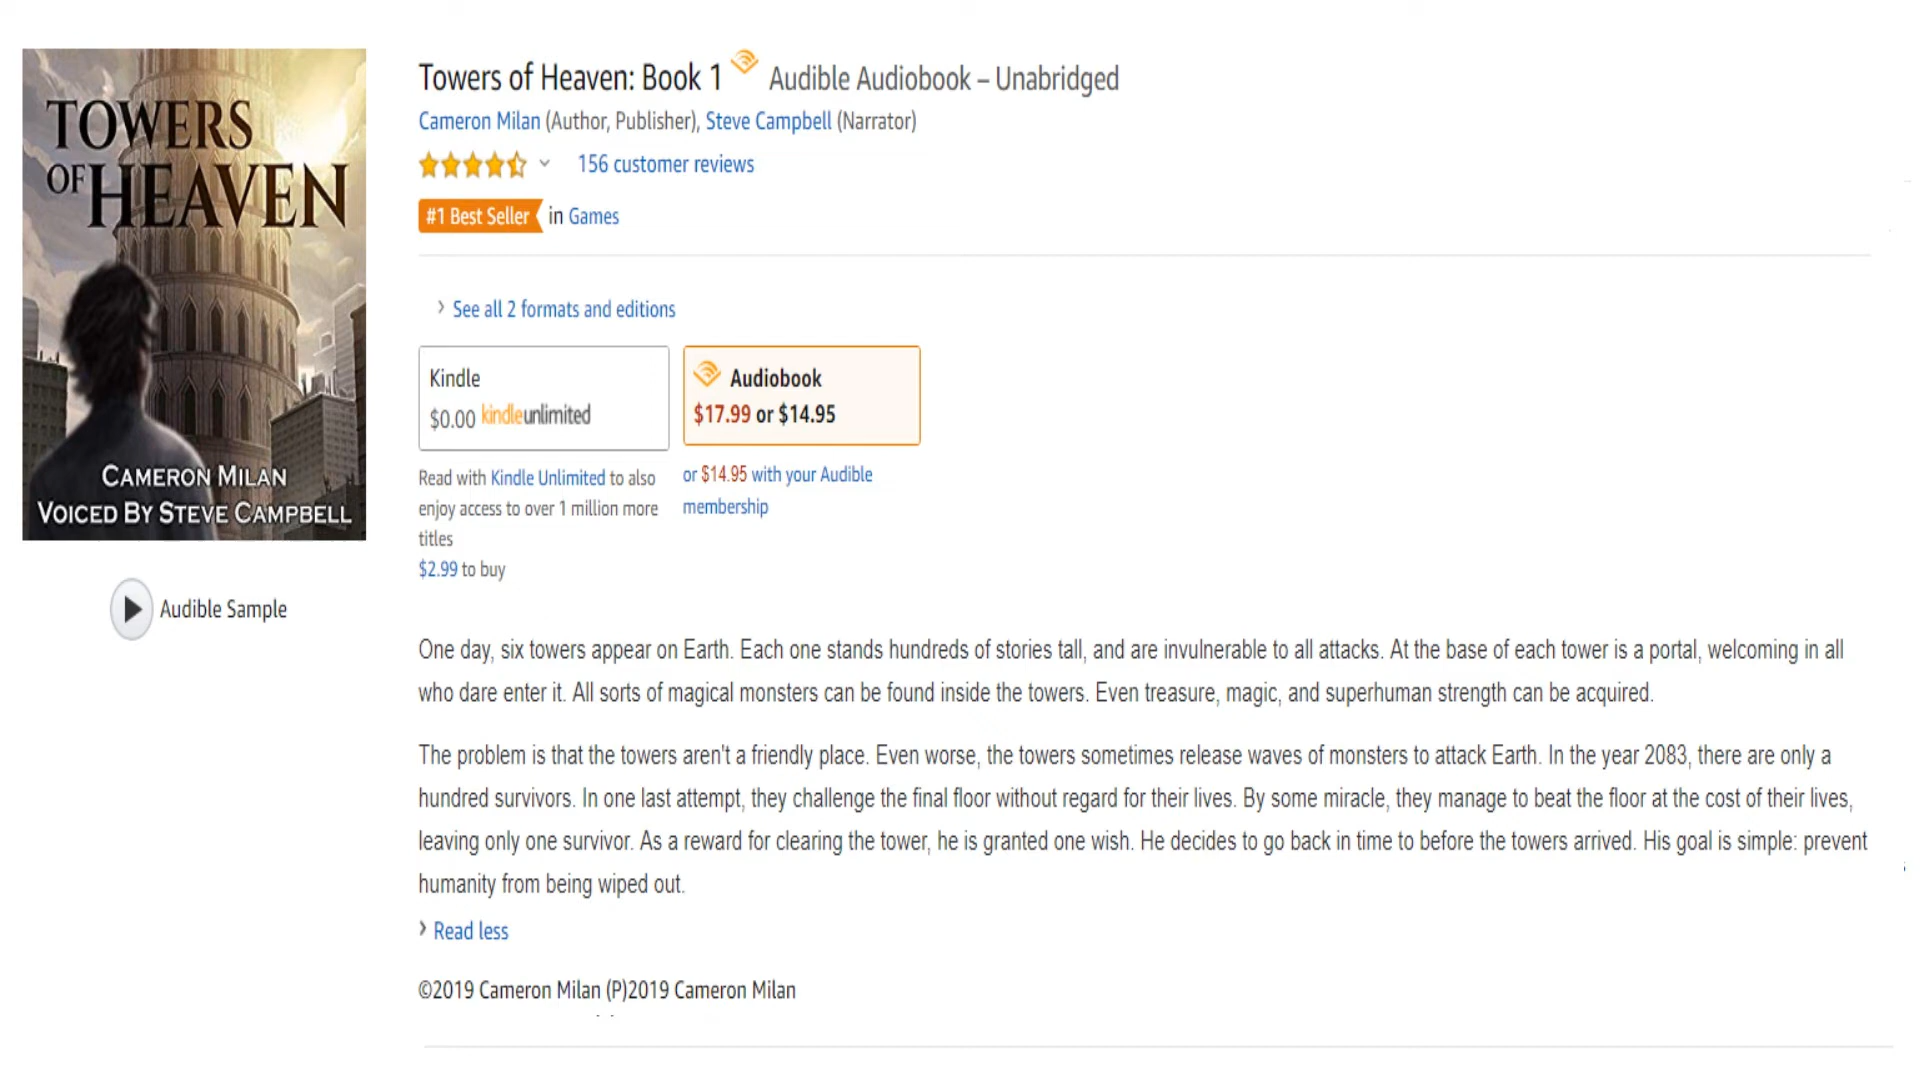 TOWERS
OF HEAVEN
CAMERON MILAN
VOICED BY STEVE CAMPBELL
Audible Sample
Towers of Heaven: Book 1 Audible Audiobook – Unabridged
Cameron Milan (Author, Publisher), Steve Campbell (Narrator)
156 customer reviews
#1 Best Seller in Games
See all 2 formats and editions
Kindle
$0.00 kindleunlimited
Read with Kindle Unlimited to also
enjoy access to over 1 million more
titles
$2.99 to buy
Audiobook
$17.99 or $14.95
or $14.95 with your Audible
membership
One day, six towers appear on Earth. Each one stands hundreds of stories tall, and are invulnerable to all attacks. At the base of each tower is a portal, welcoming in all
who dare enter it. All sorts of magical monsters can be found inside the towers. Even treasure, magic, and superhuman strength can be acquired.
The problem is that the towers aren't a friendly place. Even worse, the towers sometimes release waves of monsters to attack Earth. In the year 2083, there are only a
hundred survivors. In one last attempt, they challenge the final floor without regard for their lives. By some miracle, they manage to beat the floor at the cost of their lives,
leaving only one survivor. As a reward for clearing the tower, he is granted one wish. He decides to go back in time to before the towers arrived. His goal is simple: prevent
humanity from being wiped out.
Read less
©2019 Cameron Milan (P)2019 Cameron Milan